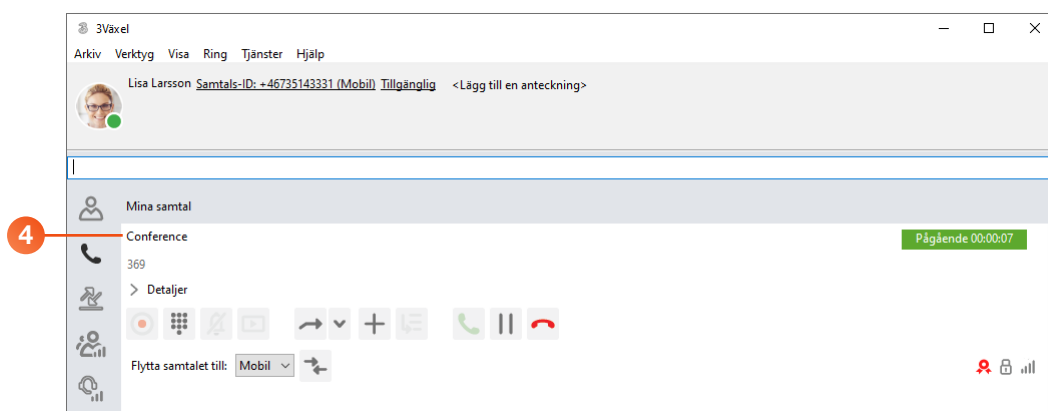 3Växel
Arkiv Verktyg Visa Ring Tjänster Hjälp
Lisa Larsson Samtals-ID: +46735143331 (Mobil) Tillgänglig <Lägg till en anteckning>
Mina samtal
4
Conference Pågående 00:00:07
369
Detaljer
Flytta samtalet till: Mobil